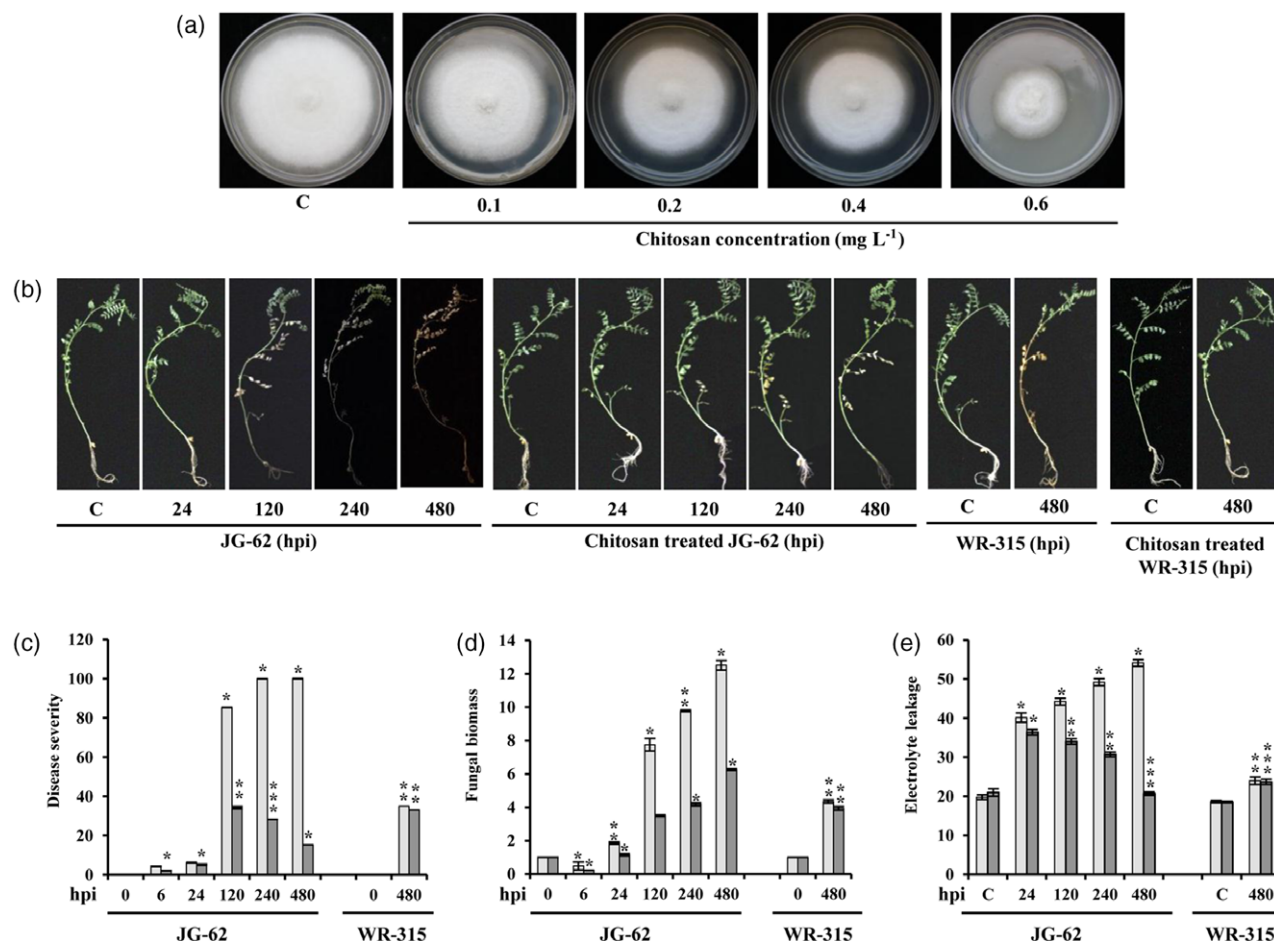 (a)
C 0.1 0.2 0.4 0.6
Chitosan concentration (mg L⁻¹)
(b)
C 24 120 240 480 C 24 120 240 480 C 480 C 480
JG-62 (hpi) Chitosan treated JG-62 (hpi) WR-315 (hpi) Chitosan treated
WR-315 (hpi)
(c)
Disease severity
120
100
80
60
40
20
0
* * * * * * * * * * * * * * * *
hpi 0 6 24 120 240 480 0 480
JG-62 WR-315
(d)
Fungal biomass
14
12
10
8
6
4
2
0
* * * * * * * * * * * * * * *
hpi 0 6 24 120 240 480 0 480
JG-62 WR-315
(e)
Electrolyte leakage
60
50
40
30
20
10
0
* * * * * * * * * * * * * * * * *
hpi C 24 120 240 480 C 480
JG-62 WR-315